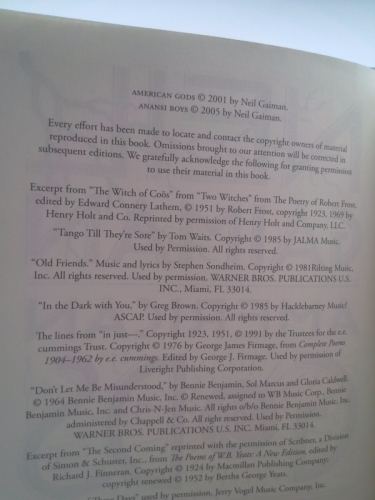 AMERICAN GODS © 2001 by Neil Gaiman.
ANANSI BOYS © 2005 by Neil Gaiman.
Every effort has been made to locate and contact the copyright owners of material
reproduced in this book. Omissions brought to our attention will be corrected in
subsequent editions. We gratefully acknowledge the following for granting permission
to use their material in this book.
Excerpt from “The Witch of Coös” from “Two Witches” from The Poetry of Robert Frost,
edited by Edward Connery Lathem, © 1951 by Robert Frost, copyright 1923, 1969 by
Henry Holt and Co. Reprinted by permission of Henry Holt and Company, LLC.
“Tango Till They’re Sote” by Tom Waits. Copyright © 1985 by JALMA Music.
Used by Permission. All rights reserved.
“Old Friends.” Music and lyrics by Stephen Sondheim. Copyright © 1981 Rilting Music,
Inc. All rights reserved. Used by permission. WARNER BROS. PUBLICATIONS U.S.
INC., Miami, FL 33014.
“In the Dark with You,” by Greg Brown. Copyright © 1985 by Hacklebarney Music/
ASCAP. Used by permission. All rights reserved.
The lines from “in just—.” Copyright 1923, 1951, © 1991 by the Trustees for the e.e.
cummings Trust. Copyright © 1976 by George James Firmage, from Complete Poems
1904–1962 by e.e. cummings. Edited by George J. Firmage. Used by permission of
Liveright Publishing Corporation.
“Don’t Let Me Be Misunderstood,” by Bennie Benjamin, Sol Marcus and Gloria Caldwell.
© 1964 Bennie Benjamin Music, Inc. © Renewed, assigned to WB Music Corp., Bennie
Benjamin Music, Inc. and Chris-N-Jen Music. All rights o/b/o Bennie Benjamin Music, Inc.
administered by Chappell & Co. All right reserved. Used by Permission.
WARNER BROS. PUBLICATIONS U.S. INC. Miami, FL 33014.
Excerpt from “The Second Coming” reprinted with the permission of Scribner, a Division
of Simon & Schuster, Inc., from The Poems of W.B. Yeats: A New Edition, edited by
Richard J. Finneran. Copyright © 1924 by Macmillan Publishing Company,
copyright renewed © 1952 by Bertha George Yeats.
Days” used by permission. Jerry Vogel Music Company, Inc.